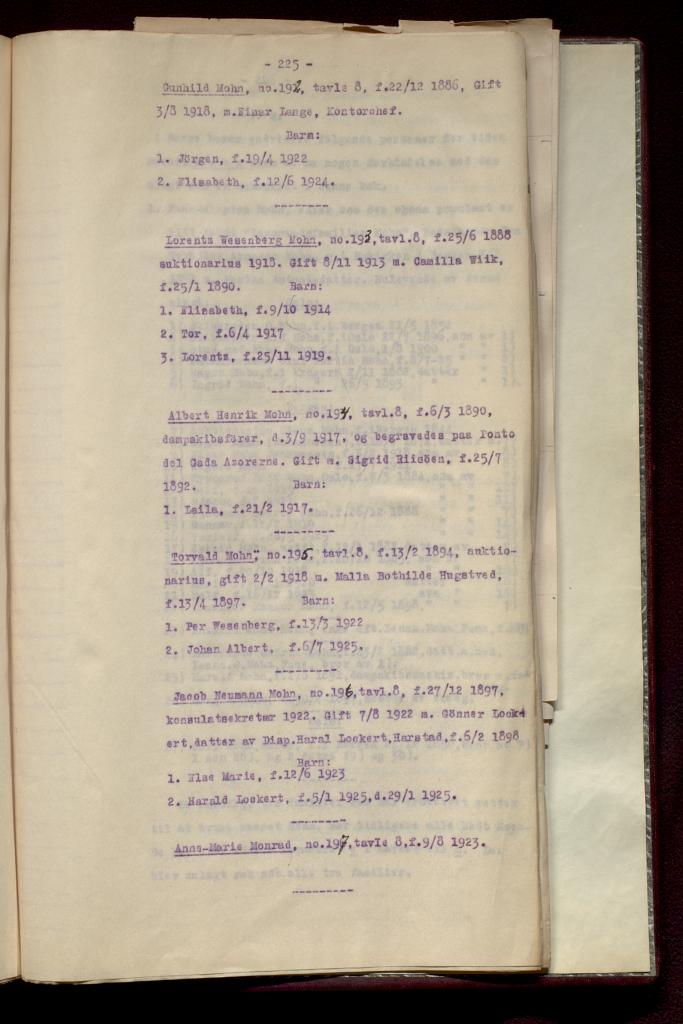 - 225 -
Gunhild Mohn, no.192, tavle 8, f.22/12 1886, Gift
3/8 1918, m.Einar Lange, Kontorchef.
Barn:
1. Jörgen, f.19/4 1922
2. Elisabeth, f.12/6 1924.
Lorentz Wesenberg Mohn, no.193,tavl.8, f.25/6 1888
auktionarius 1918. Gift 8/11 1913 m. Camilla Wiik,
f.25/1 1890. Barn:
1. Elisabeth, f.9/10 1914
2. Tor, f.6/4 1917
3. Lorentz, f.25/11 1919.
Albert Henrik Mohn, no.194, tavl.8, f.6/3 1890,
dampskibsfører, d.3/9 1917, og begravedes paa Ponto
del Gada Azorerne. Gift m. Sigrid Riisöen, f.25/7
1892. Barn:
1. Laila, f.21/2 1917.
Torvald Mohn, no.195, tavl.8, f.13/2 1894, auktio-
narius, gift 2/2 1918 m. Malla Bothilde Hugstved,
f.13/4 1897. Barn:
1. Per Wesenberg, f.13/3 1922
2. Johan Albert, f.6/7 1925.
Jacob Neumann Mohn, no.196,tavl.8, f.27/12 1897,
konsulatsekretær 1922. Gift 7/8 1922 m. Gönner Lock
ert,datter av Disp.Haral Lockert,Harstad,f.6/2 1898
Barn:
1. Else Marie, f.12/6 1923
2. Harald Lockert, f.5/1 1925,d.29/1 1925.
Anna-Marie Monrad, no.197,tavle 8,f.9/8 1923.